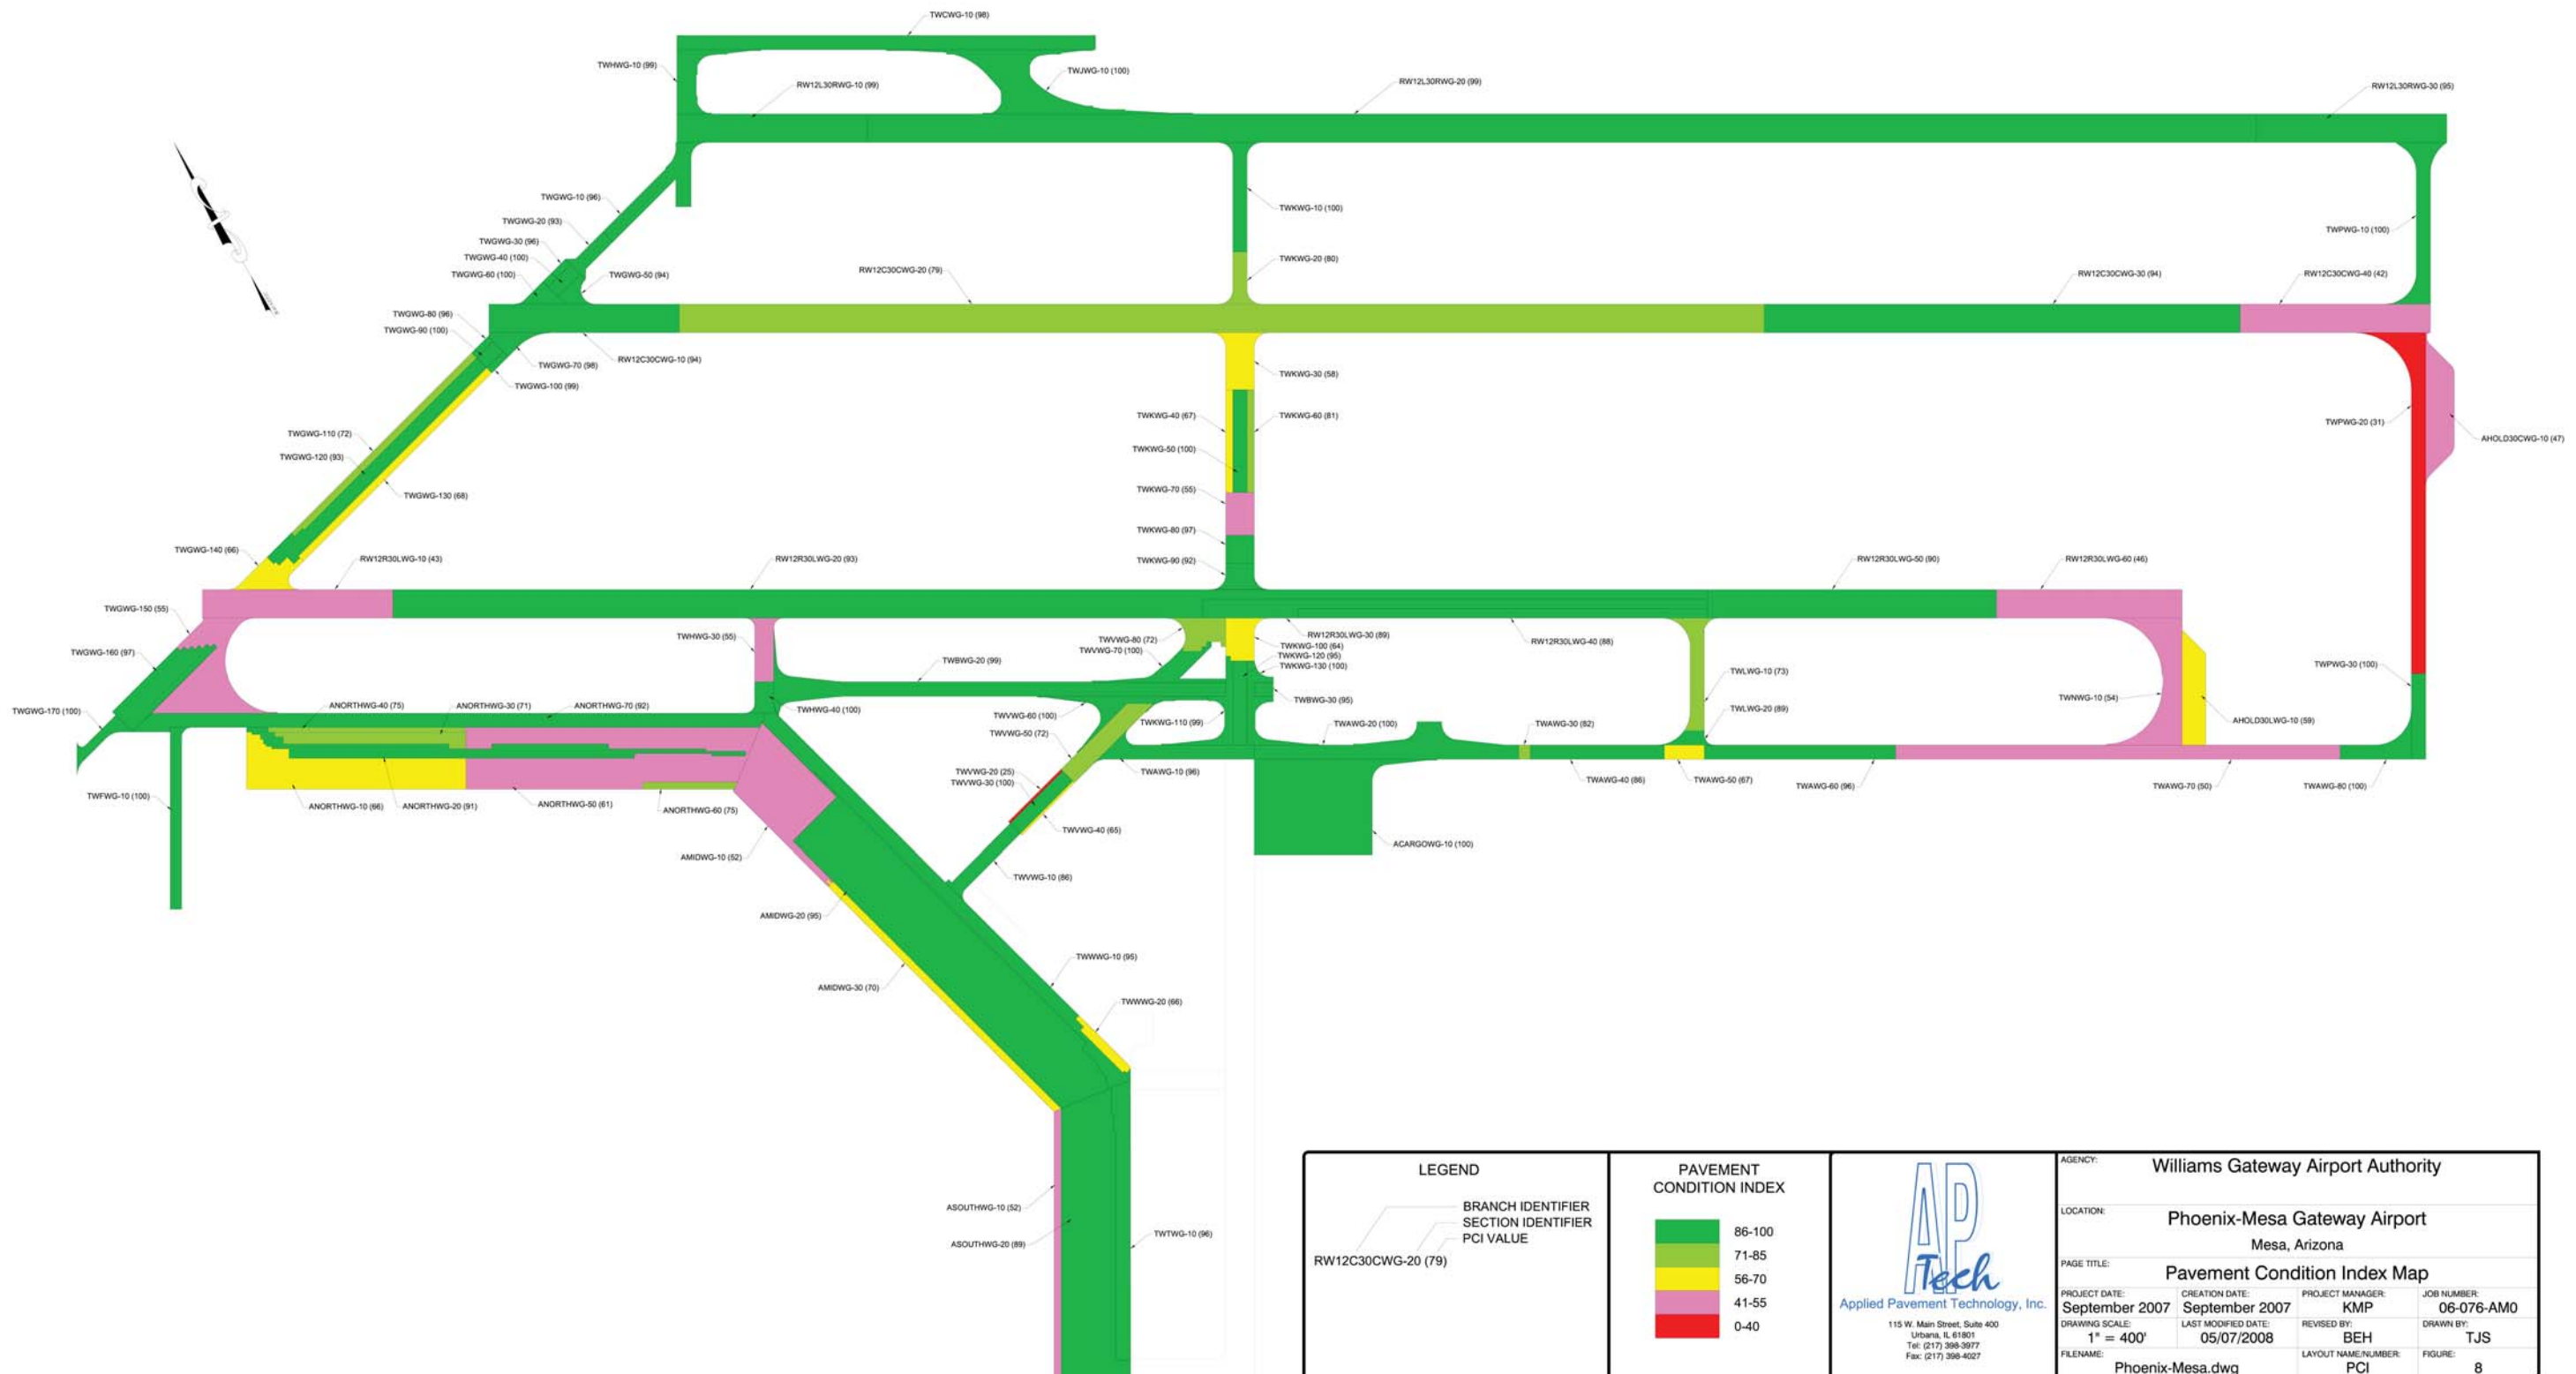 TWCWG-10 (98)
TWHWG-10 (99)
TWJWG-10 (100)
RW12L30RWG-10 (99)
RW12L30RWG-20 (99)
RW12L30RWG-30 (95)
TWGWG-10 (96)
TWGWG-20 (93)
TWGWG-30 (96)
TWGWG-40 (100)
TWGWG-60 (100)
TWGWG-50 (94)
TWKWG-10 (100)
TWKWG-20 (80)
TWPWG-10 (100)
RW12C30CWG-20 (79)
RW12C30CWG-30 (94)
RW12C30CWG-40 (42)
TWGWG-80 (96)
TWGWG-90 (100)
TWGWG-70 (98)
RW12C30CWG-10 (94)
TWGWG-100 (99)
TWKWG-30 (58)
TWKWG-40 (67)
TWKWG-60 (81)
TWPWG-20 (31)
AHOLD30CWG-10 (47)
TWGWG-110 (72)
TWGWG-120 (93)
TWKWG-50 (100)
TWGWG-130 (68)
TWKWG-70 (55)
TWKWG-80 (97)
TWKWG-90 (92)
TWGWG-140 (66)
RW12R30LWG-10 (43)
RW12R30LWG-20 (93)
RW12R30LWG-50 (90)
RW12R30LWG-60 (46)
TWGWG-150 (55)
TWHWG-30 (55)
TWVWG-80 (72)
TWVWG-70 (100)
RW12R30LWG-30 (89)
TWKWG-100 (64)
TWKWG-120 (95)
TWKWG-130 (100)
RW12R30LWG-40 (88)
TWGWG-160 (97)
TWBWG-20 (99)
TWLWG-10 (73)
TWPWG-30 (100)
TWBWG-30 (95)
TWNWG-10 (54)
TWGWG-170 (100)
ANORTHWG-40 (75)
ANORTHWG-30 (71)
ANORTHWG-70 (92)
TWHWG-40 (100)
TWVWG-60 (100)
TWKWG-110 (99)
TWAWG-20 (100)
TWAWG-30 (82)
TWLWG-20 (89)
AHOLD30LWG-10 (59)
TWVWG-50 (72)
TWVWG-20 (25)
TWVWG-30 (100)
TWAWG-10 (96)
TWAWG-40 (86)
TWAWG-50 (67)
TWAWG-60 (96)
TWAWG-70 (50)
TWAWG-80 (100)
TWFWG-10 (100)
ANORTHWG-10 (66)
ANORTHWG-20 (91)
ANORTHWG-50 (61)
ANORTHWG-60 (75)
TWVWG-40 (65)
ACARGOWG-10 (100)
AMIDWG-10 (52)
TWVWG-10 (86)
AMIDWG-20 (95)
TWWWG-10 (95)
AMIDWG-30 (70)
TWWWG-20 (66)
ASOUTHWG-10 (52)
TWTWG-10 (96)
ASOUTHWG-20 (89)
LEGEND
BRANCH IDENTIFIER
SECTION IDENTIFIER
PCI VALUE
RW12C30CWG-20 (79)
PAVEMENT
CONDITION INDEX
86-100
71-85
56-70
41-55
0-40
AP
Tech
Applied Pavement Technology, Inc.
115 W. Main Street, Suite 400
Urbana, IL 61801
Tel: (217) 398-3977
Fax: (217) 398-4027
AGENCY:
Williams Gateway Airport Authority
LOCATION:
Phoenix-Mesa Gateway Airport
Mesa, Arizona
PAGE TITLE:
Pavement Condition Index Map
PROJECT DATE: CREATION DATE: PROJECT MANAGER: JOB NUMBER:
September 2007 September 2007 KMP 06-076-AM0
DRAWING SCALE: LAST MODIFIED DATE: REVISED BY: DRAWN BY:
1" = 400' 05/07/2008 BEH TJS
FILENAME: LAYOUT NAME/NUMBER: FIGURE:
Phoenix-Mesa.dwg PCI 8